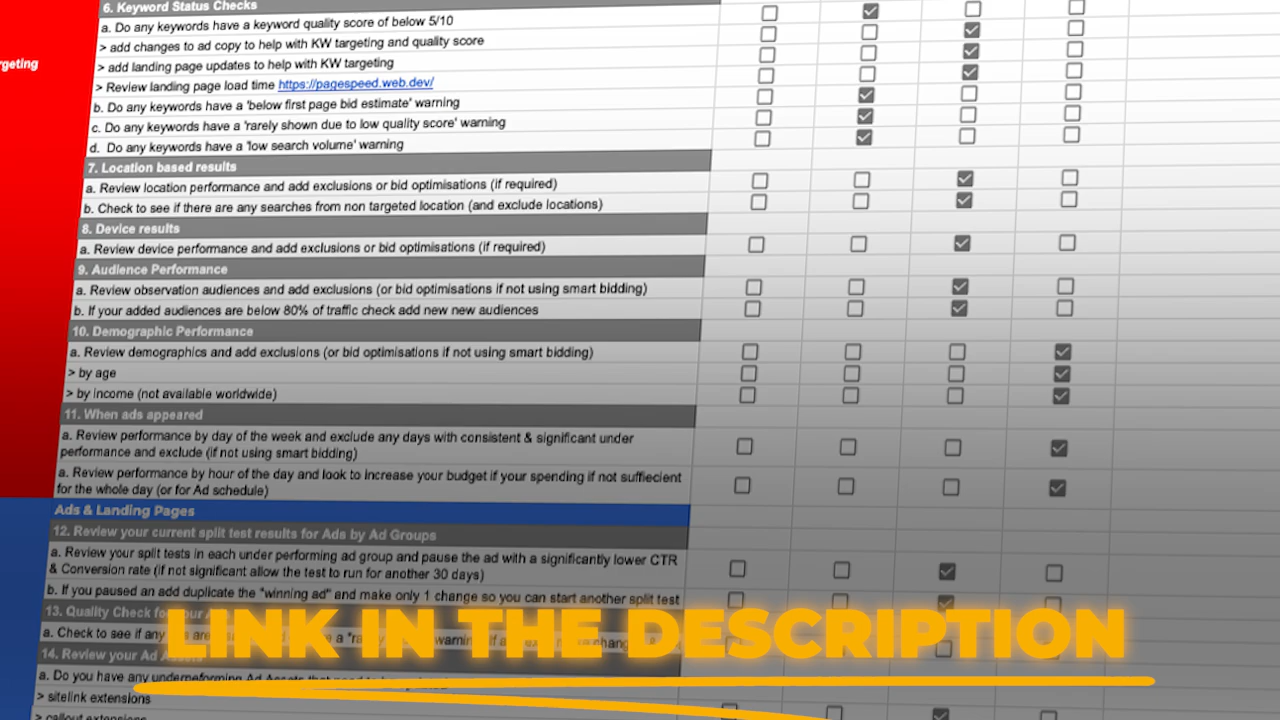 6. Keyword Status Checks
a. Do any keywords have a keyword quality score of below 5/10
> add changes to ad copy to help with KW targeting and quality score
rgeting
> add landing page updates to help with KW targeting
> Review landing page load time https://pagespeed.web.dev/
b. Do any keywords have a 'below first page bid estimate' warning
c. Do any keywords have a 'rarely shown due to low quality score' warning
d. Do any keywords have a 'low search volume' warning
7. Location based results
a. Review location performance and add exclusions or bid optimisations (if required)
b. Check to see if there are any searches from non targeted location (and exclude locations)
8. Device results
a. Review device performance and add exclusions or bid optimisations (if required)
9. Audience Performance
a. Review observation audiences and add exclusions (or bid optimisations if not using smart bidding)
b. If your added audiences are below 80% of traffic check add new new audiences
10. Demographic Performance
a. Review demographics and add exclusions (or bid optimisations if not using smart bidding)
> by age
> by income (not available worldwide)
11. When ads appeared
a. Review performance by day of the week and exclude any days with consistent & significant under
performance and exclude (if not using smart bidding)
a. Review performance by hour of the day and look to increase your budget if your spending if not suffiecient
for the whole day (or for Ad schedule)
Ads & Landing Pages
12. Review your current split test results for Ads by Ad Groups
a. Review your split tests in each under performing ad group and pause the ad with a significantly lower CTR
& Conversion rate (if not significant allow the test to run for another 30 days)
b. If you paused an add duplicate the "winning ad" and make only 1 change so you can start another split test
13. Quality Check for your
a. Check to see if any
LINK IN THE DESCRIPTION
14. Review your Ad
a. Do you have any underneforming Ad Assets that need to be
> sitelink extensions
> callout extensions